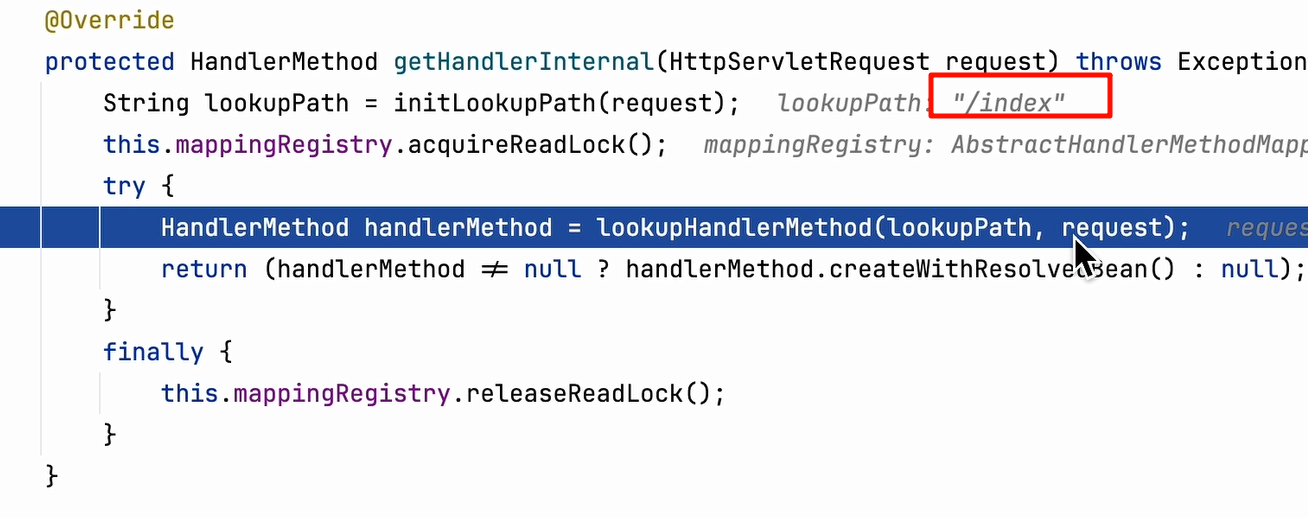 @Override
protected HandlerMethod getHandlerInternal(HttpServletRequest request) throws Exception
String lookupPath = initLookupPath(request); lookupPath: "/index"
this.mappingRegistry.acquireReadLock(); mappingRegistry: AbstractHandlerMethodMapp
try {
HandlerMethod handlerMethod = lookupHandlerMethod(lookupPath, request); reques
return (handlerMethod ≠ null ? handlerMethod.createWithResolvedBean() : null);
}
finally {
this.mappingRegistry.releaseReadLock();
}
}